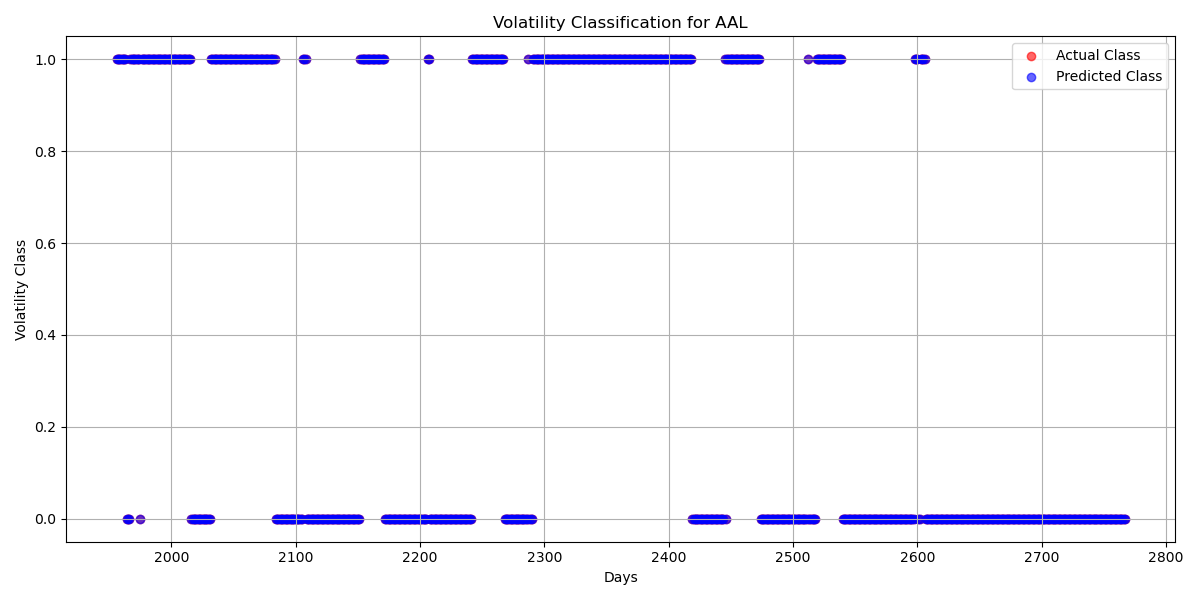 Volatility Classification for AAL
Actual Class
Predicted Class
Volatility Class
1.0
0.8
0.6
0.4
0.2
0.0
2000 2100 2200 2300 2400 2500 2600 2700 2800
Days